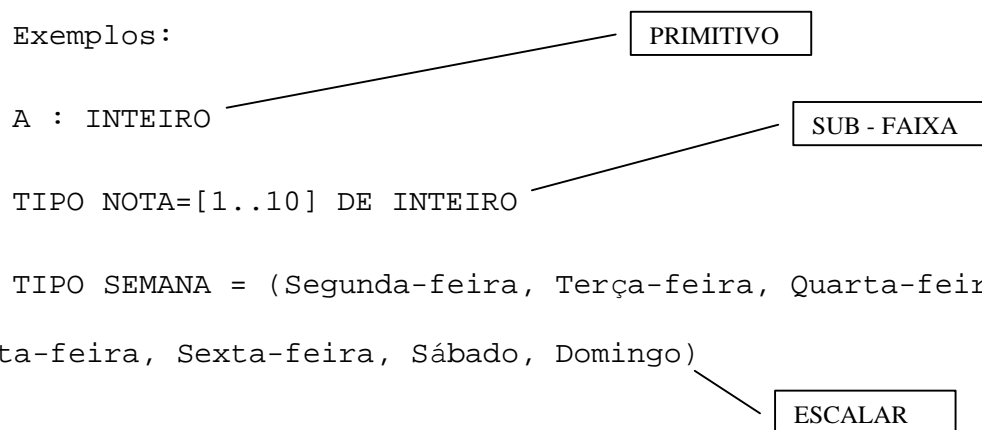 Exemplos:
PRIMITIVO
A : INTEIRO
SUB - FAIXA
TIPO NOTA=[1..10] DE INTEIRO
TIPO SEMANA = (Segunda-feira, Terça-feira, Quarta-feir
ta-feira, Sexta-feira, Sábado, Domingo)
ESCALAR